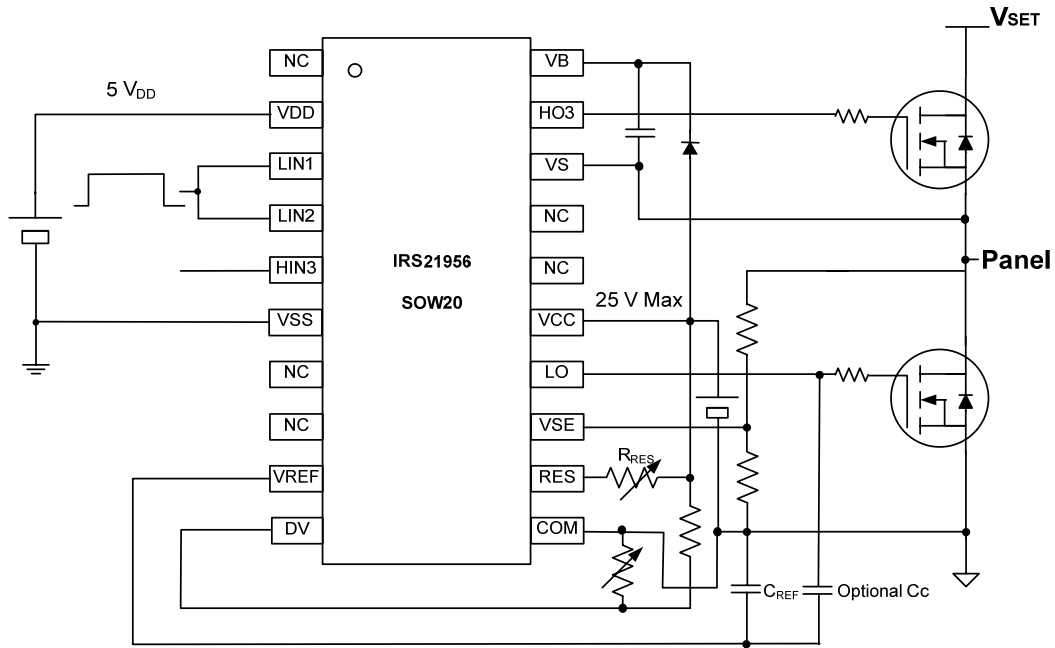 VSET
NC
VB
5 VDD
VDD
HO3
LIN1
VS
LIN2
NC
HIN3
IRS21956
NC
Panel
SOW20
25 V Max
VSS
VCC
NC
LO
NC
VSE
RRES
VREF
RES
DV
COM
CREF
Optional Cc